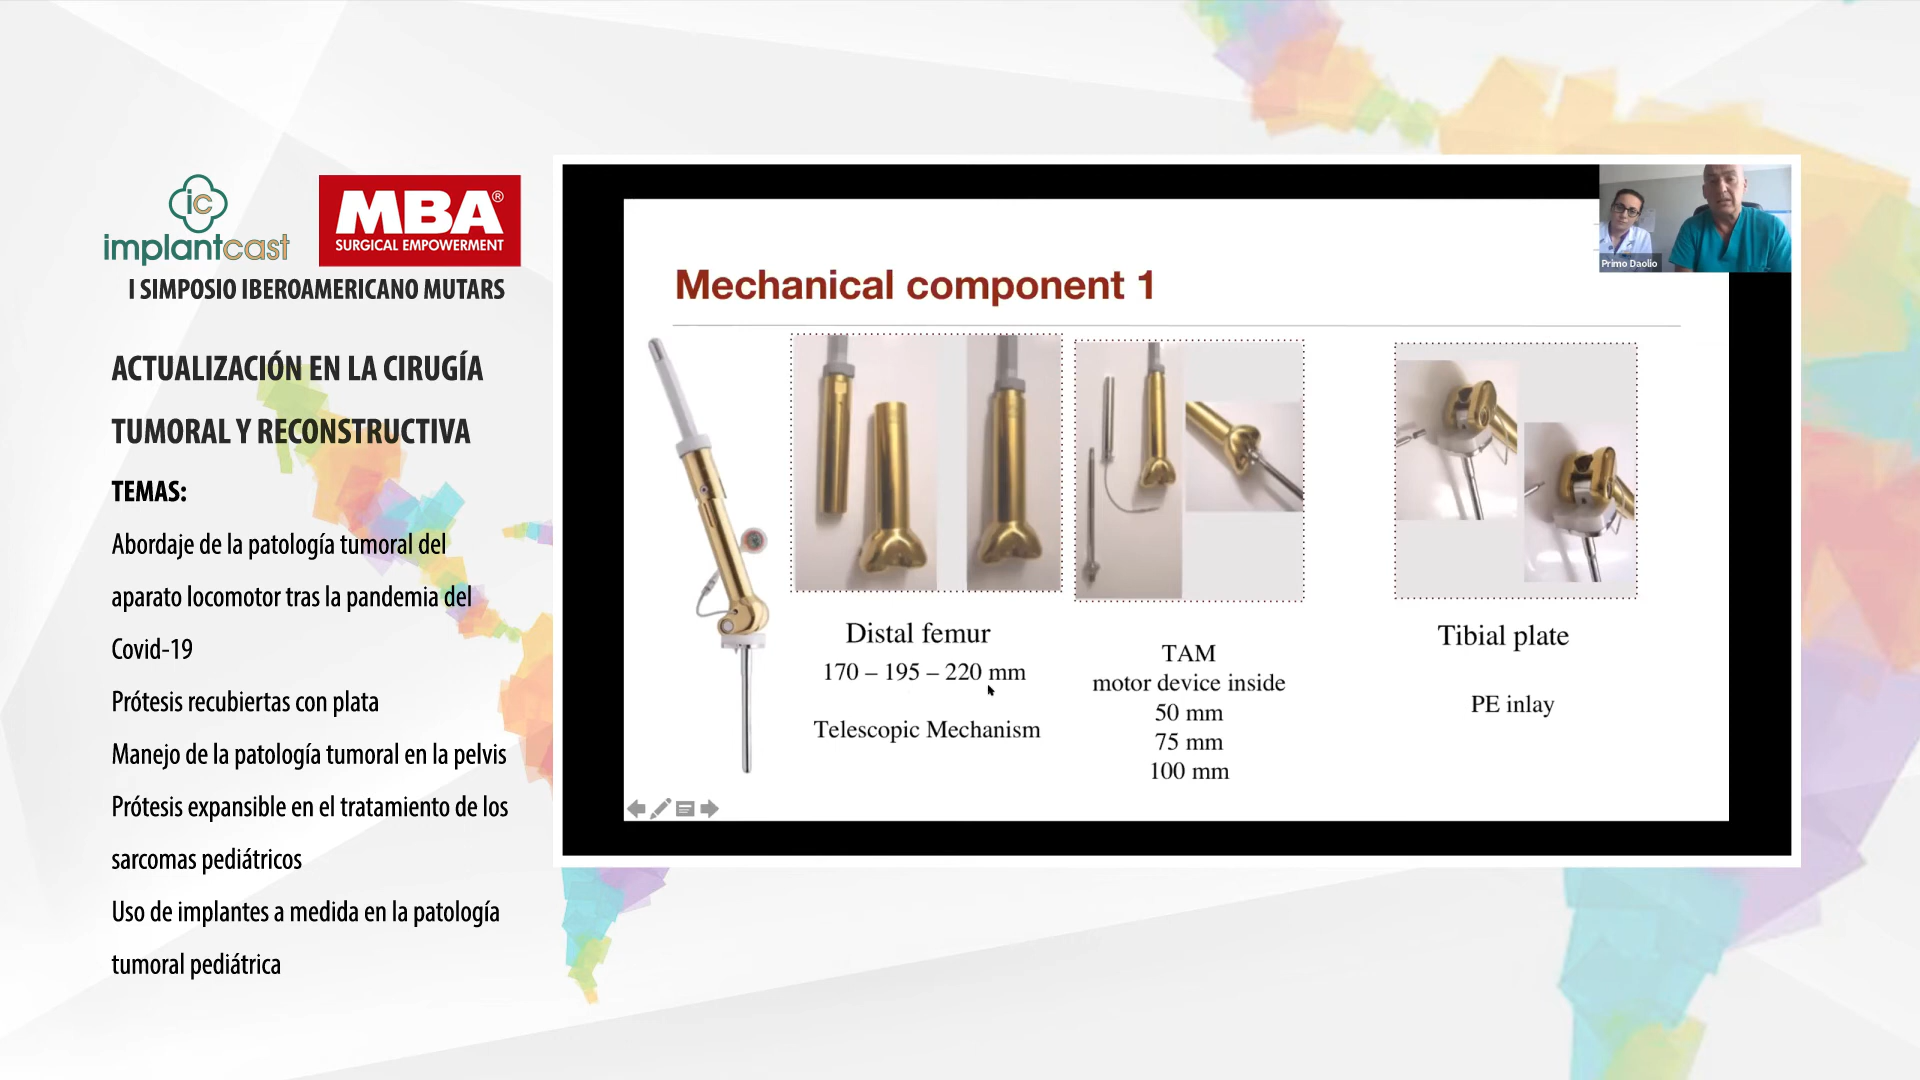 ic
implantcast
MBA®
SURGICAL EMPOWERMENT
I SIMPOSIO IBEROAMERICANO MUTARS
ACTUALIZACIÓN EN LA CIRUGÍA
TUMORAL Y RECONSTRUCTIVA
TEMAS:
Abordaje de la patología tumoral del
aparato locomotor tras la pandemia del
Covid-19
Prótesis recubiertas con plata
Manejo de la patología tumoral en la pelvis
Prótesis expansible en el tratamiento de los
sarcomas pediátricos
Uso de implantes a medida en la patología
tumoral pediátrica
Primo Daolio
Mechanical component 1
Distal femur
170 – 195 – 220 mm
Telescopic Mechanism
TAM
motor device inside
50 mm
75 mm
100 mm
Tibial plate
PE inlay